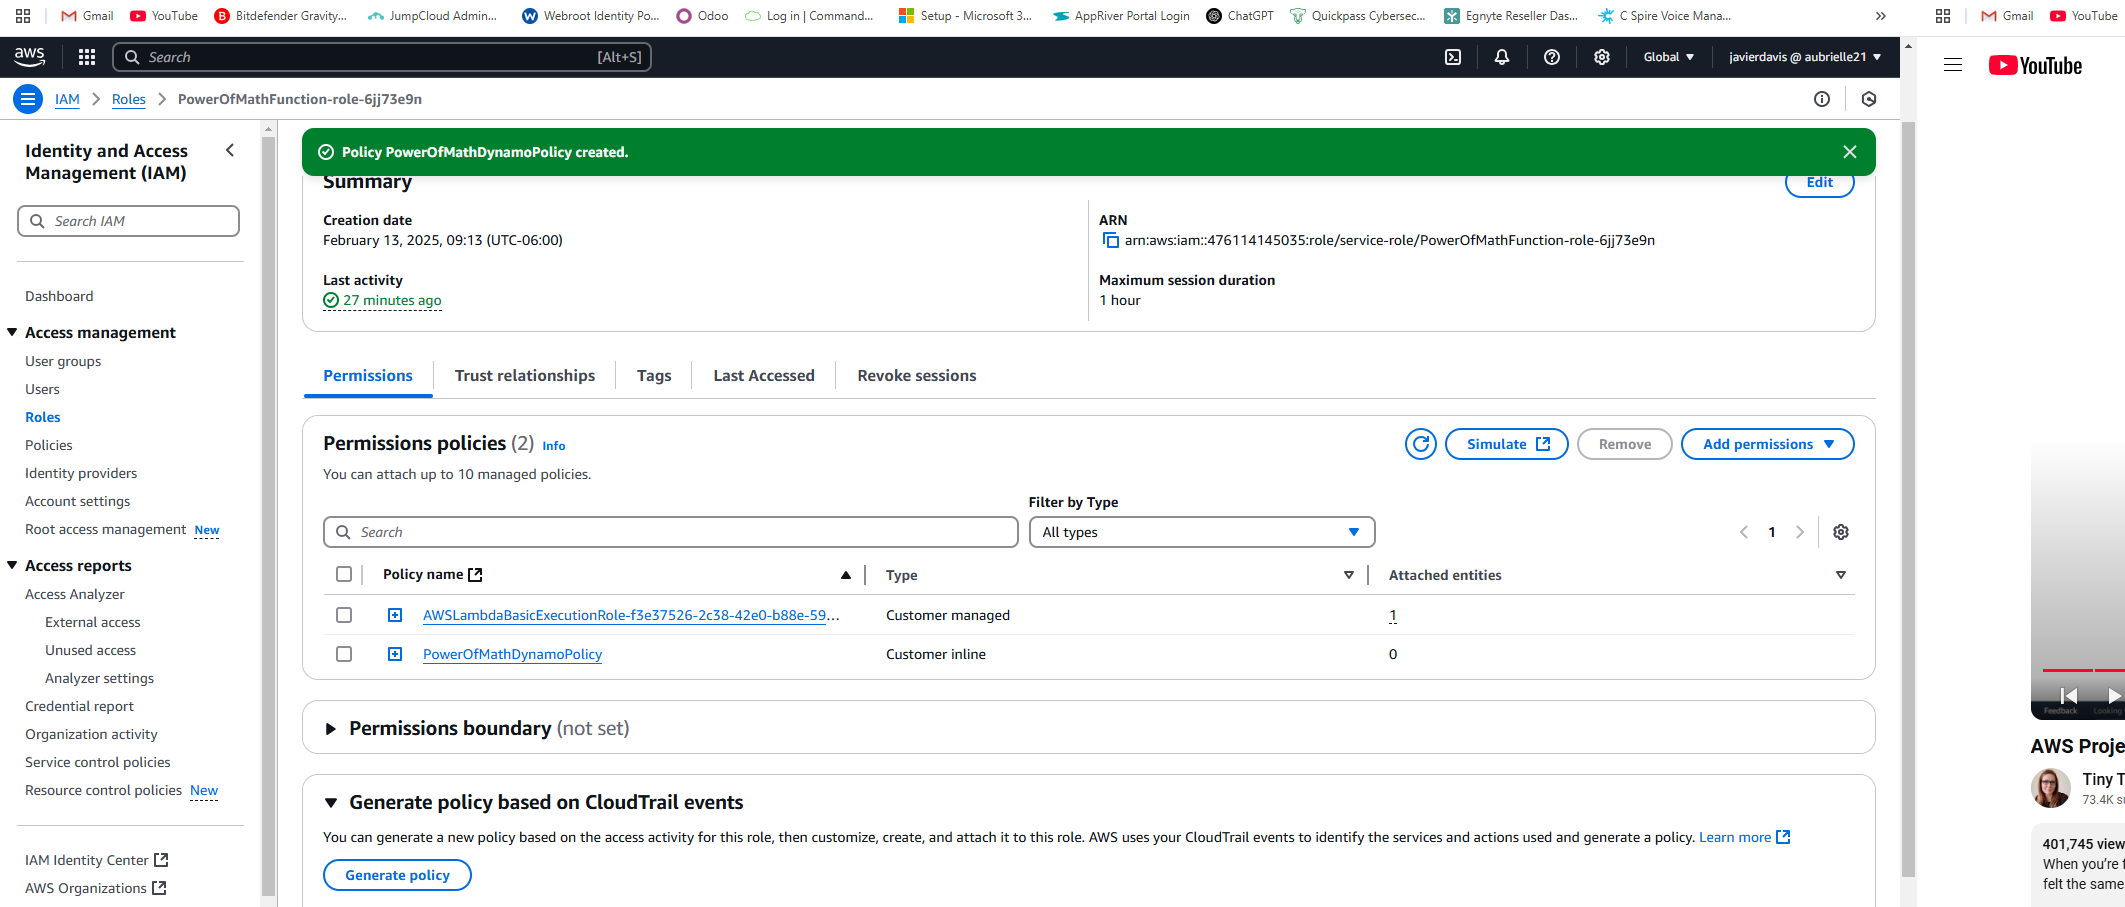 Gmail
YouTube
Bitdefender Gravity...
JumpCloud Admin...
Webroot Identity Po...
Odoo
Log in | Command...
Setup - Microsoft 3...
AppRiver Portal Login
ChatGPT
Quickpass Cybersec...
Egnyte Reseller Das...
C Spire Voice Mana...
Gmail
YouTube
aws
Search
[Alt+S]
Global
javierdavis @ aubrielle21
YouTube
IAM
Roles
PowerOfMathFunction-role-6jj73e9n
Identity and Access
Management (IAM)
Search IAM
Dashboard
Access management
User groups
Users
Roles
Policies
Identity providers
Account settings
Root access management New
Access reports
Access Analyzer
External access
Unused access
Analyzer settings
Credential report
Organization activity
Service control policies
Resource control policies New
IAM Identity Center
AWS Organizations
Policy PowerOfMathDynamoPolicy created.
Summary
Edit
Creation date
February 13, 2025, 09:13 (UTC-06:00)
ARN
arn:aws:iam::476114145035:role/service-role/PowerOfMathFunction-role-6jj73e9n
Last activity
27 minutes ago
Maximum session duration
1 hour
Permissions
Trust relationships
Tags
Last Accessed
Revoke sessions
Permissions policies (2) Info
You can attach up to 10 managed policies.
Simulate
Remove
Add permissions
Filter by Type
Search
All types
1
Policy name
Type
Attached entities
AWSLambdaBasicExecutionRole-f3e37526-2c38-42e0-b88e-59...
Customer managed
1
PowerOfMathDynamoPolicy
Customer inline
0
Permissions boundary (not set)
Generate policy based on CloudTrail events
You can generate a new policy based on the access activity for this role, then customize, create, and attach it to this role. AWS uses your CloudTrail events to identify the services and actions used and generate a policy. Learn more
Generate policy
Feedback
Looking
AWS Proje
Tiny T
73.4K su
401,745 view
When you're f
felt the same